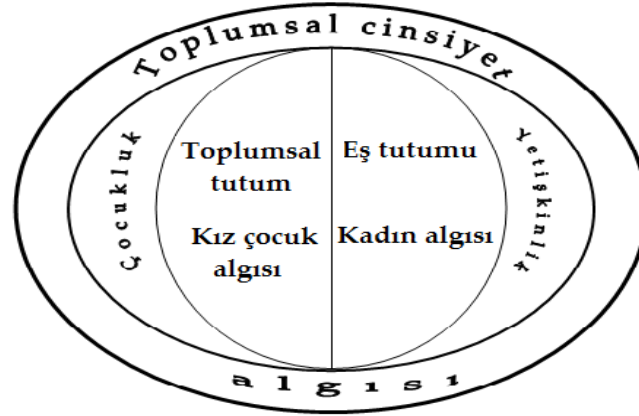 Toplumsal cinsiyet
Çocukluk
Toplumsal
tutum
Kız çocuk
algısı
Eş tutumu
Kadın algısı
Yetişkinlik
algısı